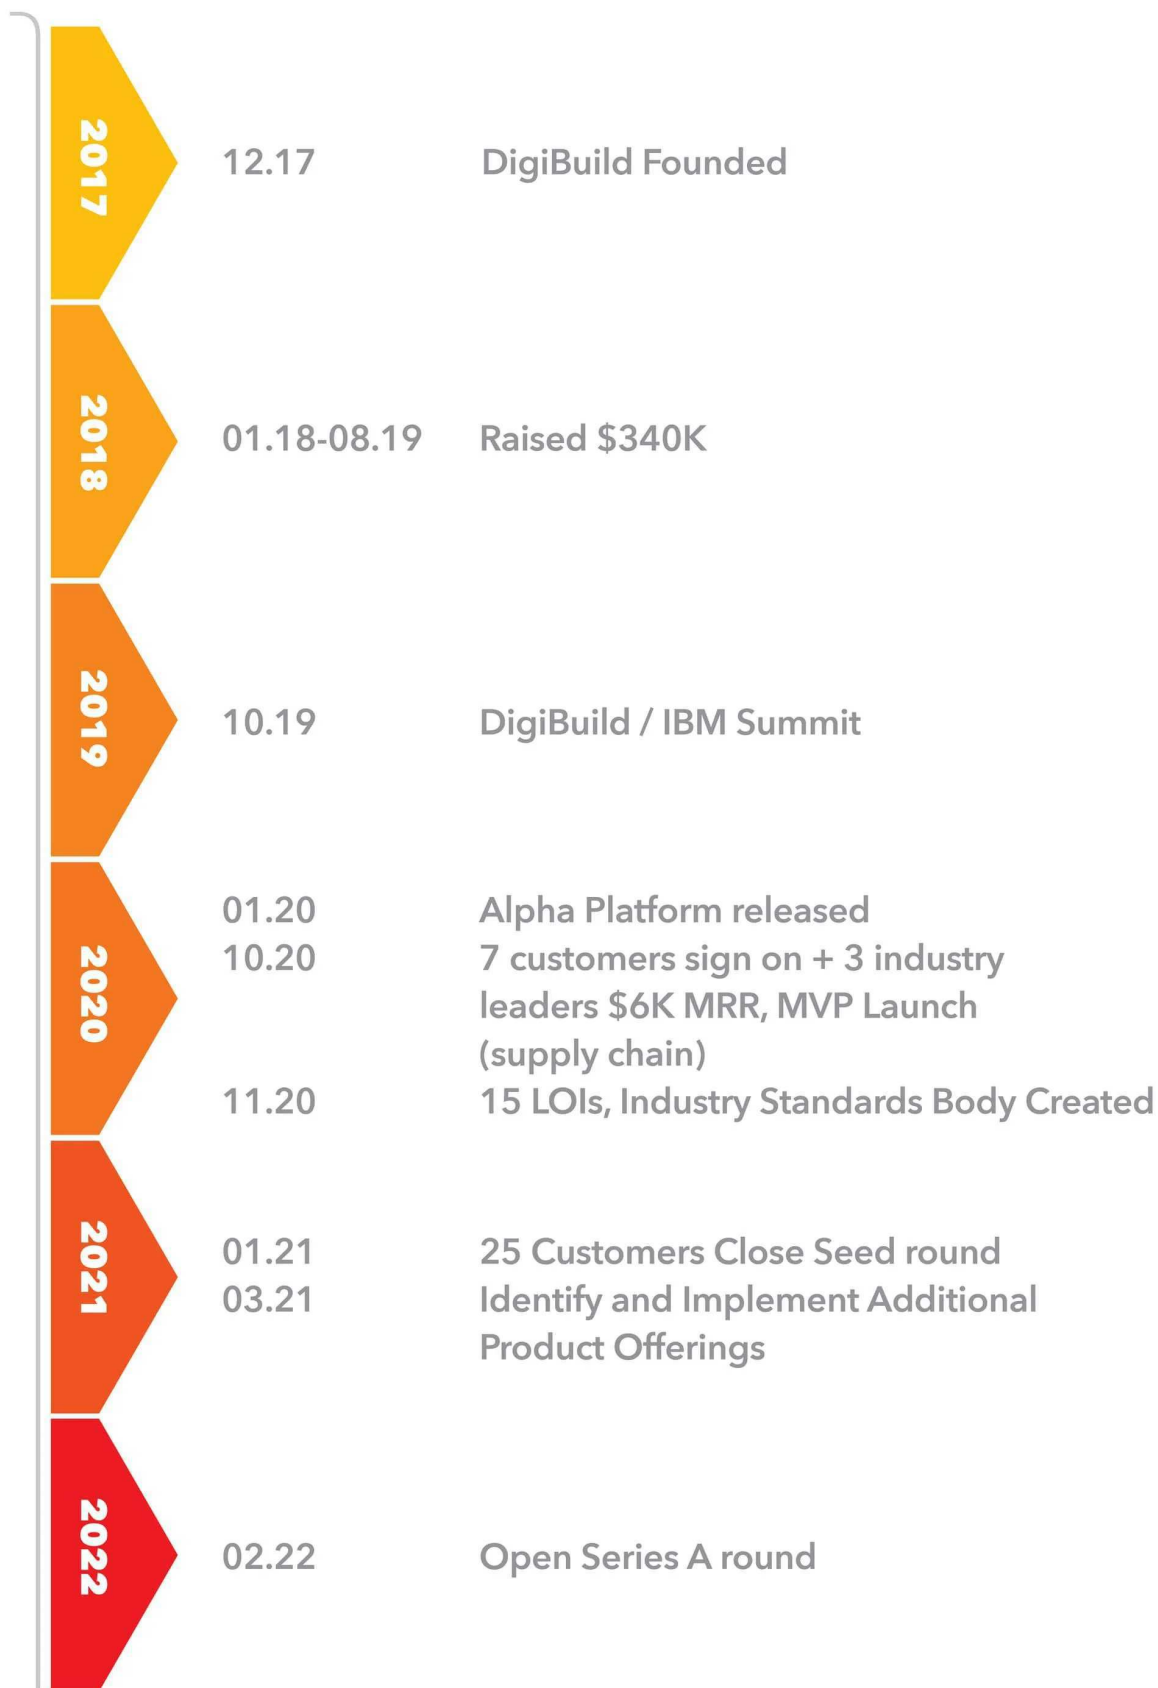 2017
12.17 DigiBuild Founded
2018
01.18-08.19 Raised $340K
2019
10.19 DigiBuild / IBM Summit
2020
01.20 Alpha Platform released
10.20 7 customers sign on + 3 industry
leaders $6K MRR, MVP Launch
(supply chain)
11.20 15 LOIs, Industry Standards Body Created
2021
01.21 25 Customers Close Seed round
03.21 Identify and Implement Additional
Product Offerings
2022
02.22 Open Series A round